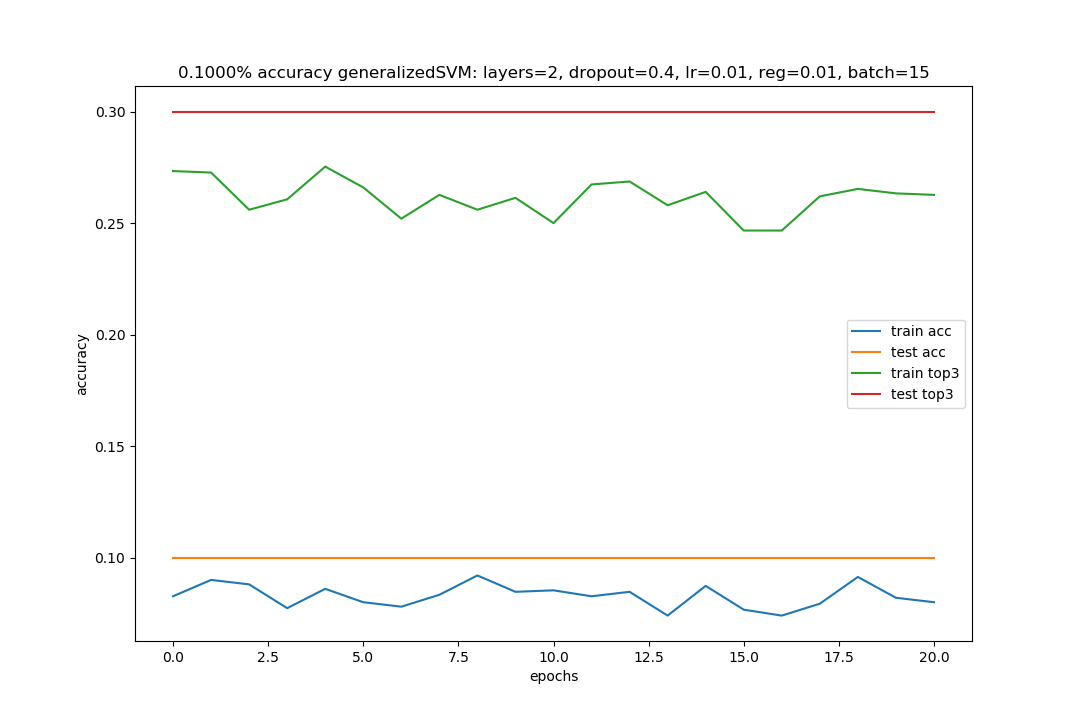 0.1000% accuracy generalizedSVM: layers=2, dropout=0.4, lr=0.01, reg=0.01, batch=15
accuracy
0.30
0.25
0.20
0.15
0.10
train acc
test acc
train top3
test top3
0.0 2.5 5.0 7.5 10.0 12.5 15.0 17.5 20.0
epochs